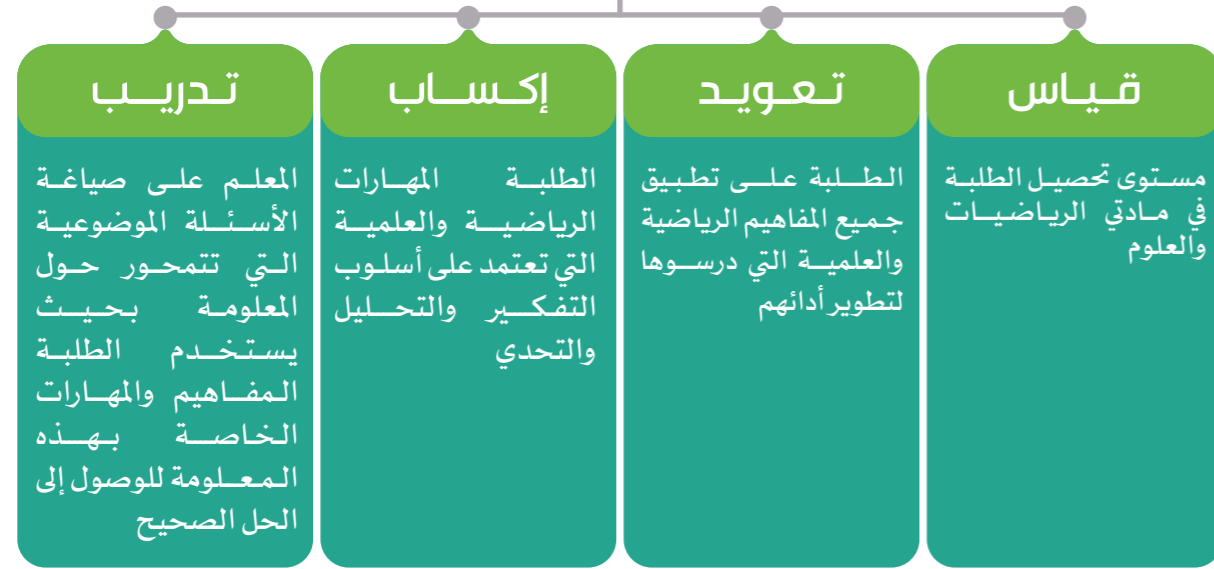 قياس
مستوى تحصيل الطلبة
في مادتي الرياضيات
والعلوم
تعويد
الطلبة على تطبيق
جميع المفاهيم الرياضية
والعلمية التي درسوها
لتطوير أدائهم
إكساب
الطلبة المهارات
الرياضية والعلمية
التي تعتمد على أسلوب
التفكير والتحليل
والتحدي
تدريب
المعلم على صياغة
الأسئلة الموضوعية
التي تتمحور حول
المعلومة بحيث
يستخدم الطلبة
المفاهيم والمهارات
الخاصة بهذه
المعلومة للوصول إلى
الحل الصحيح